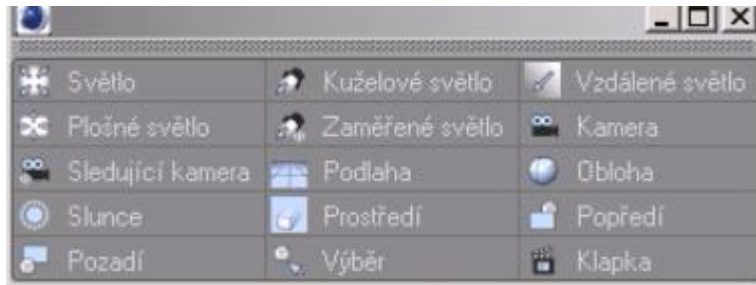 Světlo Kuželové světlo Vzdálené světlo
Plošné světlo Zaměřené světlo Kamera
Sledující kamera Podlaha Obloha
Slunce Prostředí Popředí
Pozadí Výběr Klapka